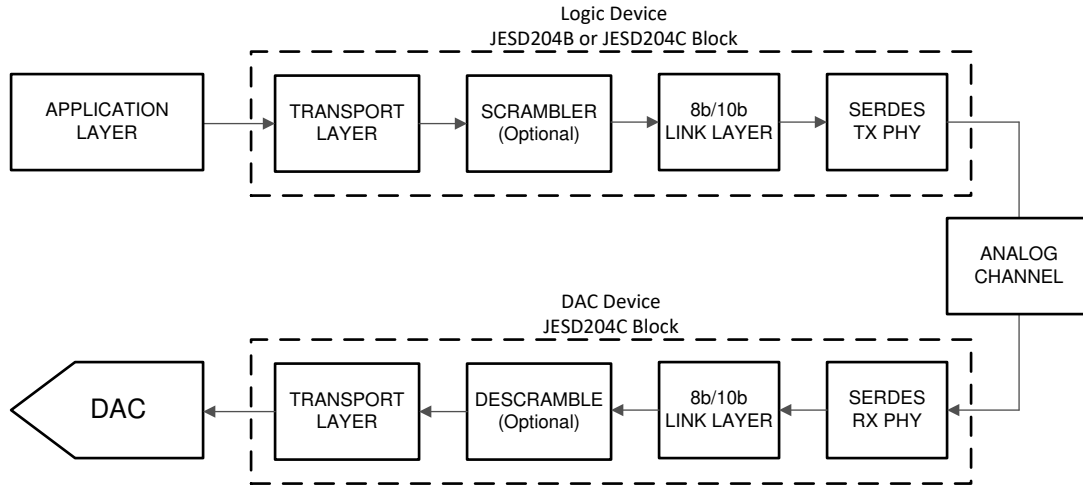 Logic Device
JESD204B or JESD204C Block
APPLICATION
LAYER
TRANSPORT
LAYER
SCRAMBLER
(Optional)
8b/10b
LINK LAYER
SERDES
TX PHY
ANALOG
CHANNEL
DAC Device
JESD204C Block
DAC
TRANSPORT
LAYER
DESCRAMBLE
(Optional)
8b/10b
LINK LAYER
SERDES
RX PHY